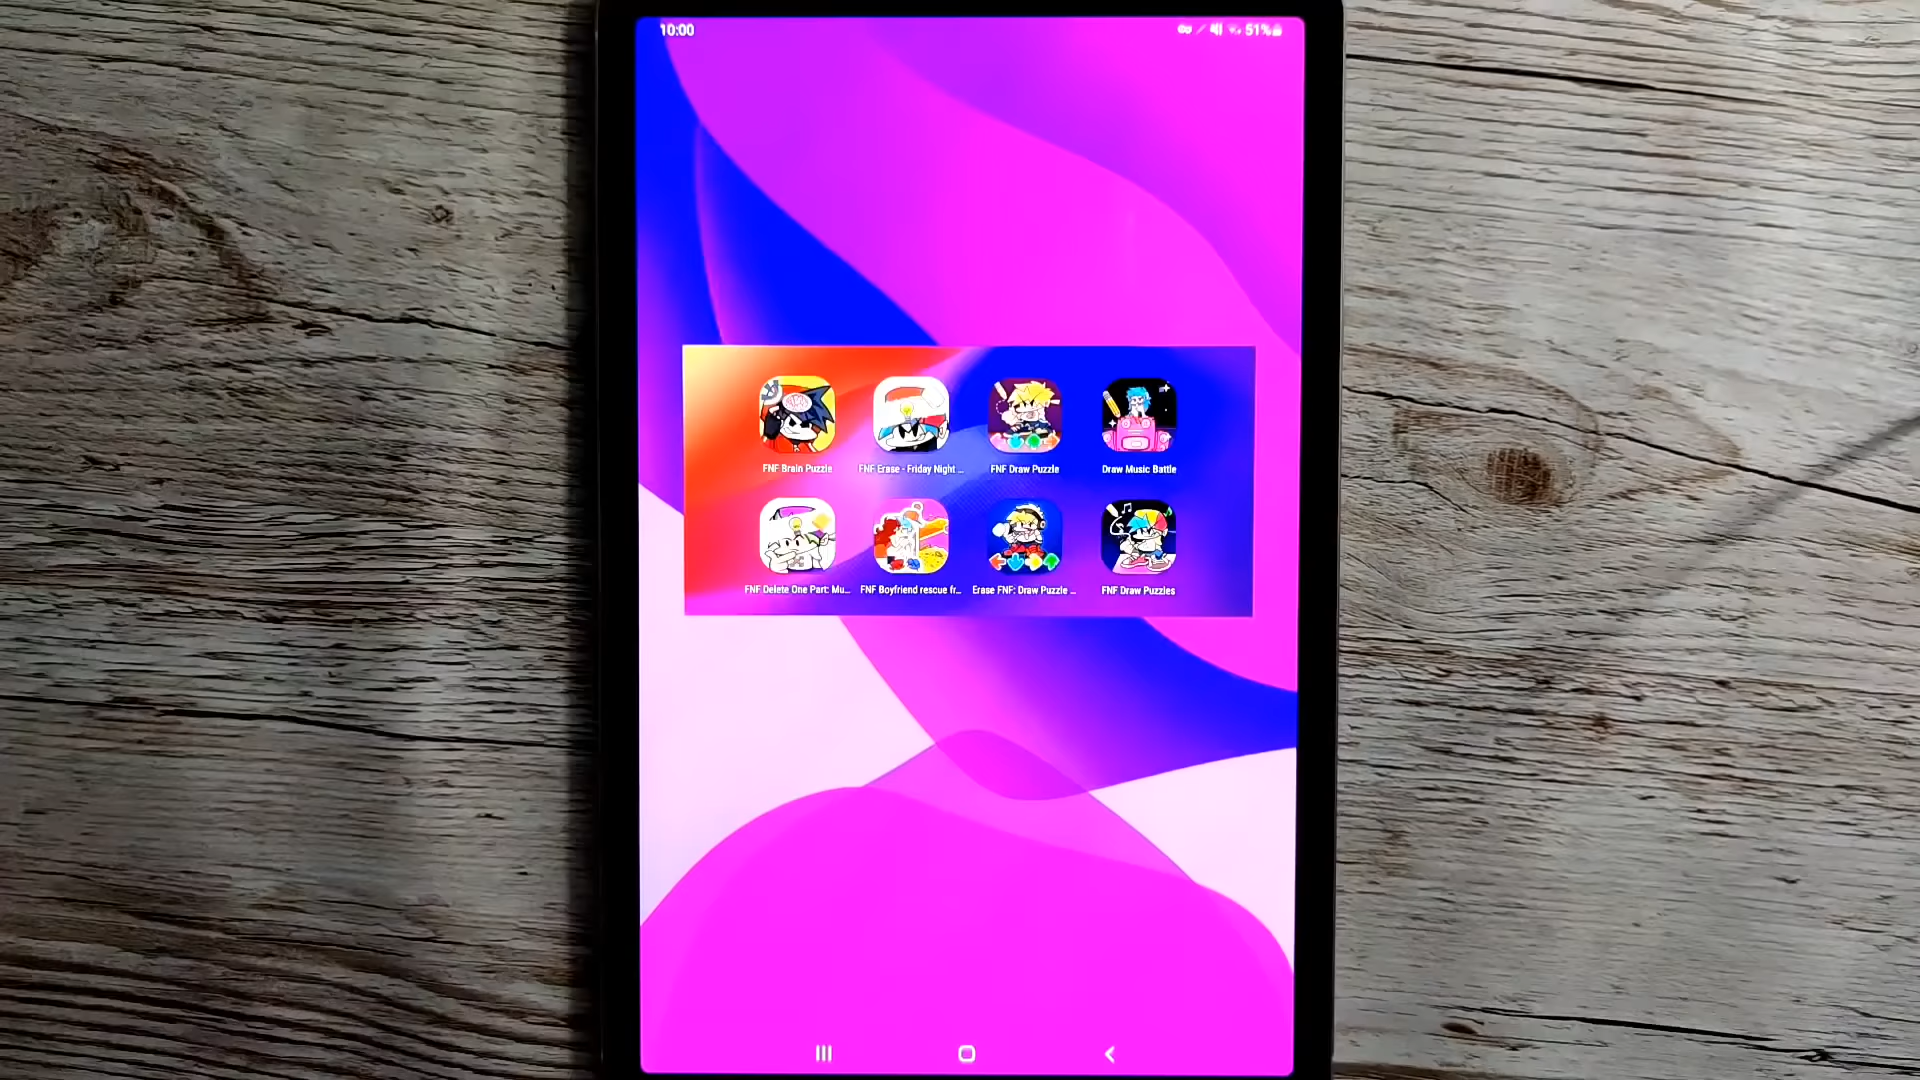 10:00
51%
FNF Brain Puzzle
FNF Erase - Friday Night ...
FNF Draw Puzzle
Draw Music Battle
FNF Delete One Part: Mu...
FNF Boyfriend rescue fr...
Erase FNF: Draw Puzzle ...
FNF Draw Puzzles